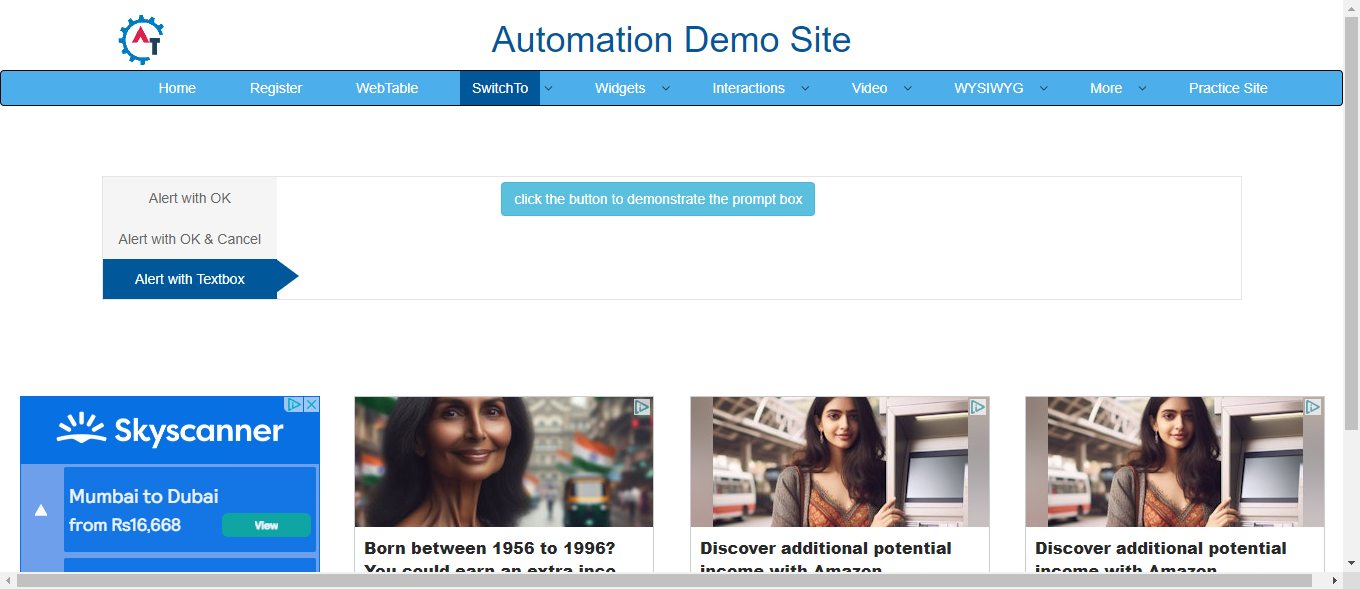 AT
Automation Demo Site
Home Register WebTable SwitchTo Widgets Interactions Video WYSIWYG More Practice Site
Alert with OK
click the button to demonstrate the prompt box
Alert with OK & Cancel
Alert with Textbox
Skyscanner
Mumbai to Dubai
from Rs16,668
View
Born between 1956 to 1996?
You could earn an extra inco
Discover additional potential
income with Amazon
Discover additional potential
income with Amazon